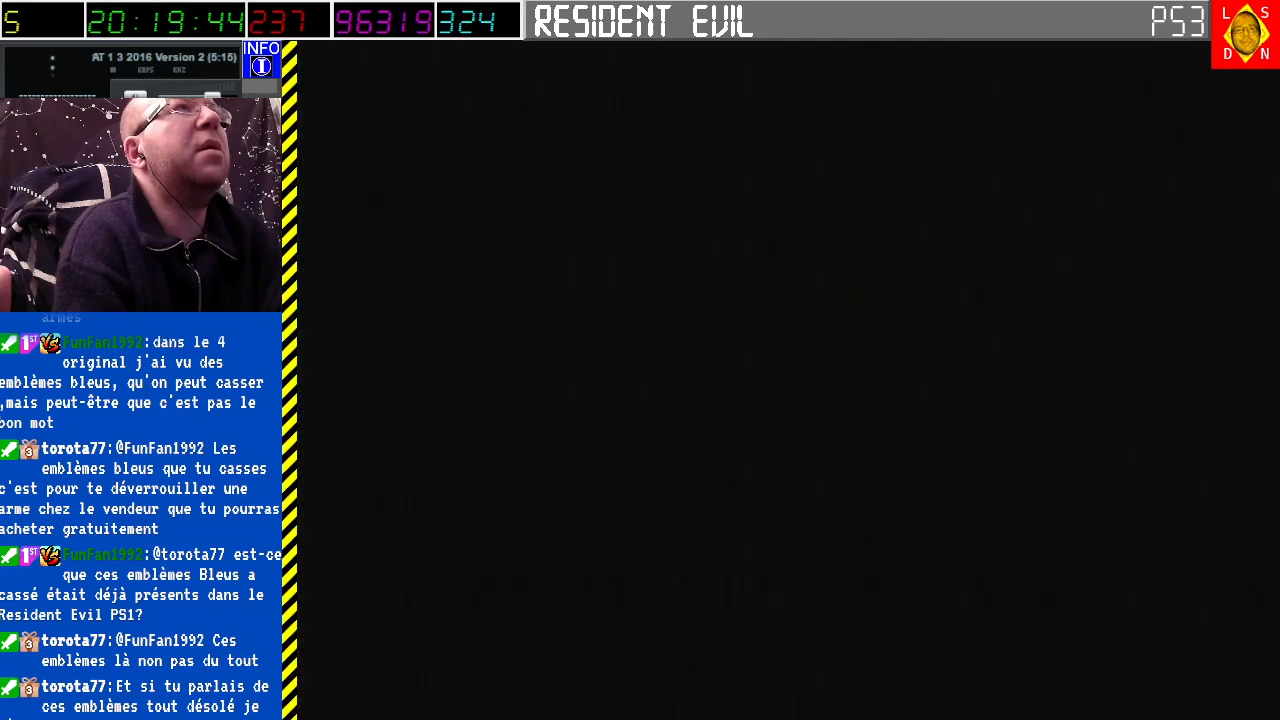 5 20:19:44 237 96319 324 RESIDENT EVIL PS3
L S
D N
AT 1 3 2016 Version 2 (5:15)
INFO
KBPS KHZ
armes
FunFan1992:dans le 4
original j'ai vu des
emblèmes bleus, qu'on peut casser
,mais peut-être que c'est pas le
bon mot
torota77:@FunFan1992 Les
emblèmes bleus que tu casses
c'est pour te déverrouiller une
arme chez le vendeur que tu pourras
acheter gratuitement
FunFan1992:@torota77 est-ce
que ces emblèmes Bleus a
cassé était déjà présents dans le
Resident Evil PS1?
torota77:@FunFan1992 Ces
emblèmes là non pas du tout
torota77:Et si tu parlais de
ces emblèmes tout désolé je